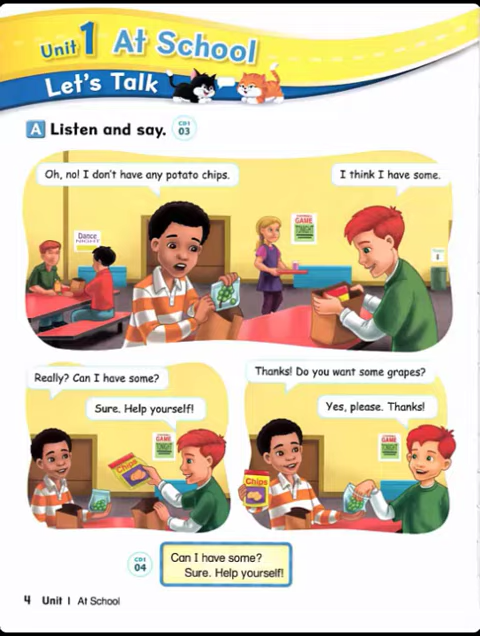 Unit 1 At School
Let's Talk
A Listen and say. CD1 03
Oh, no! I don't have any potato chips.
I think I have some.
Dance
NIGHT
GAME
TONIGHT
Really? Can I have some?
Sure. Help yourself!
GAME
TONIGHT
Chips
Thanks! Do you want some grapes?
Yes, please. Thanks!
GAME
TONIGHT
Chips
CD1
04
Can I have some?
Sure. Help yourself!
4 Unit 1 At School